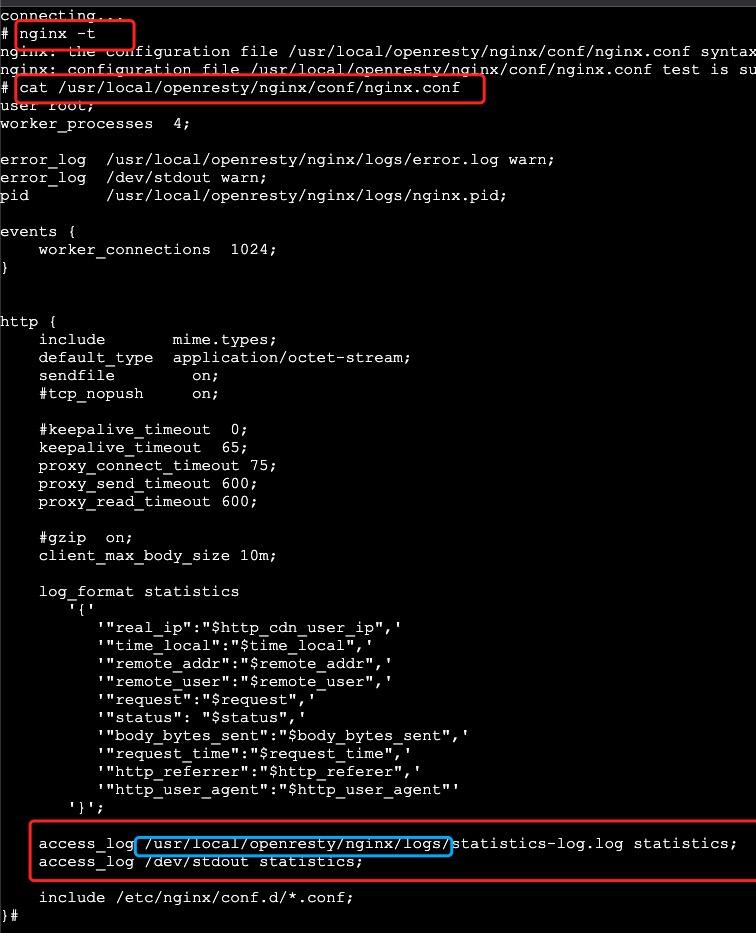 connecting...
# nginx -t
nginx: the configuration file /usr/local/openresty/nginx/conf/nginx.conf syntax
nginx: configuration file /usr/local/openresty/nginx/conf/nginx.conf test is su
# cat /usr/local/openresty/nginx/conf/nginx.conf
user root;
worker_processes  4;

error_log  /usr/local/openresty/nginx/logs/error.log warn;
error_log  /dev/stdout warn;
pid        /usr/local/openresty/nginx/logs/nginx.pid;

events {
    worker_connections  1024;
}


http {
    include       mime.types;
    default_type  application/octet-stream;
    sendfile        on;
    #tcp_nopush     on;

    #keepalive_timeout  0;
    keepalive_timeout  65;
    proxy_connect_timeout 75;
    proxy_send_timeout 600;
    proxy_read_timeout 600;

    #gzip  on;
    client_max_body_size 10m;

    log_format statistics
       '{'
          '"real_ip":"$http_cdn_user_ip",'
          '"time_local":"$time_local",'
          '"remote_addr":"$remote_addr",'
          '"remote_user":"$remote_user",'
          '"request":"$request",'
          '"status": "$status",'
          '"body_bytes_sent":"$body_bytes_sent",'
          '"request_time":"$request_time",'
          '"http_referrer":"$http_referer",'
          '"http_user_agent":"$http_user_agent"'
       '}';

    access_log /usr/local/openresty/nginx/logs/statistics-log.log statistics;
    access_log /dev/stdout statistics;

    include /etc/nginx/conf.d/*.conf;
}#